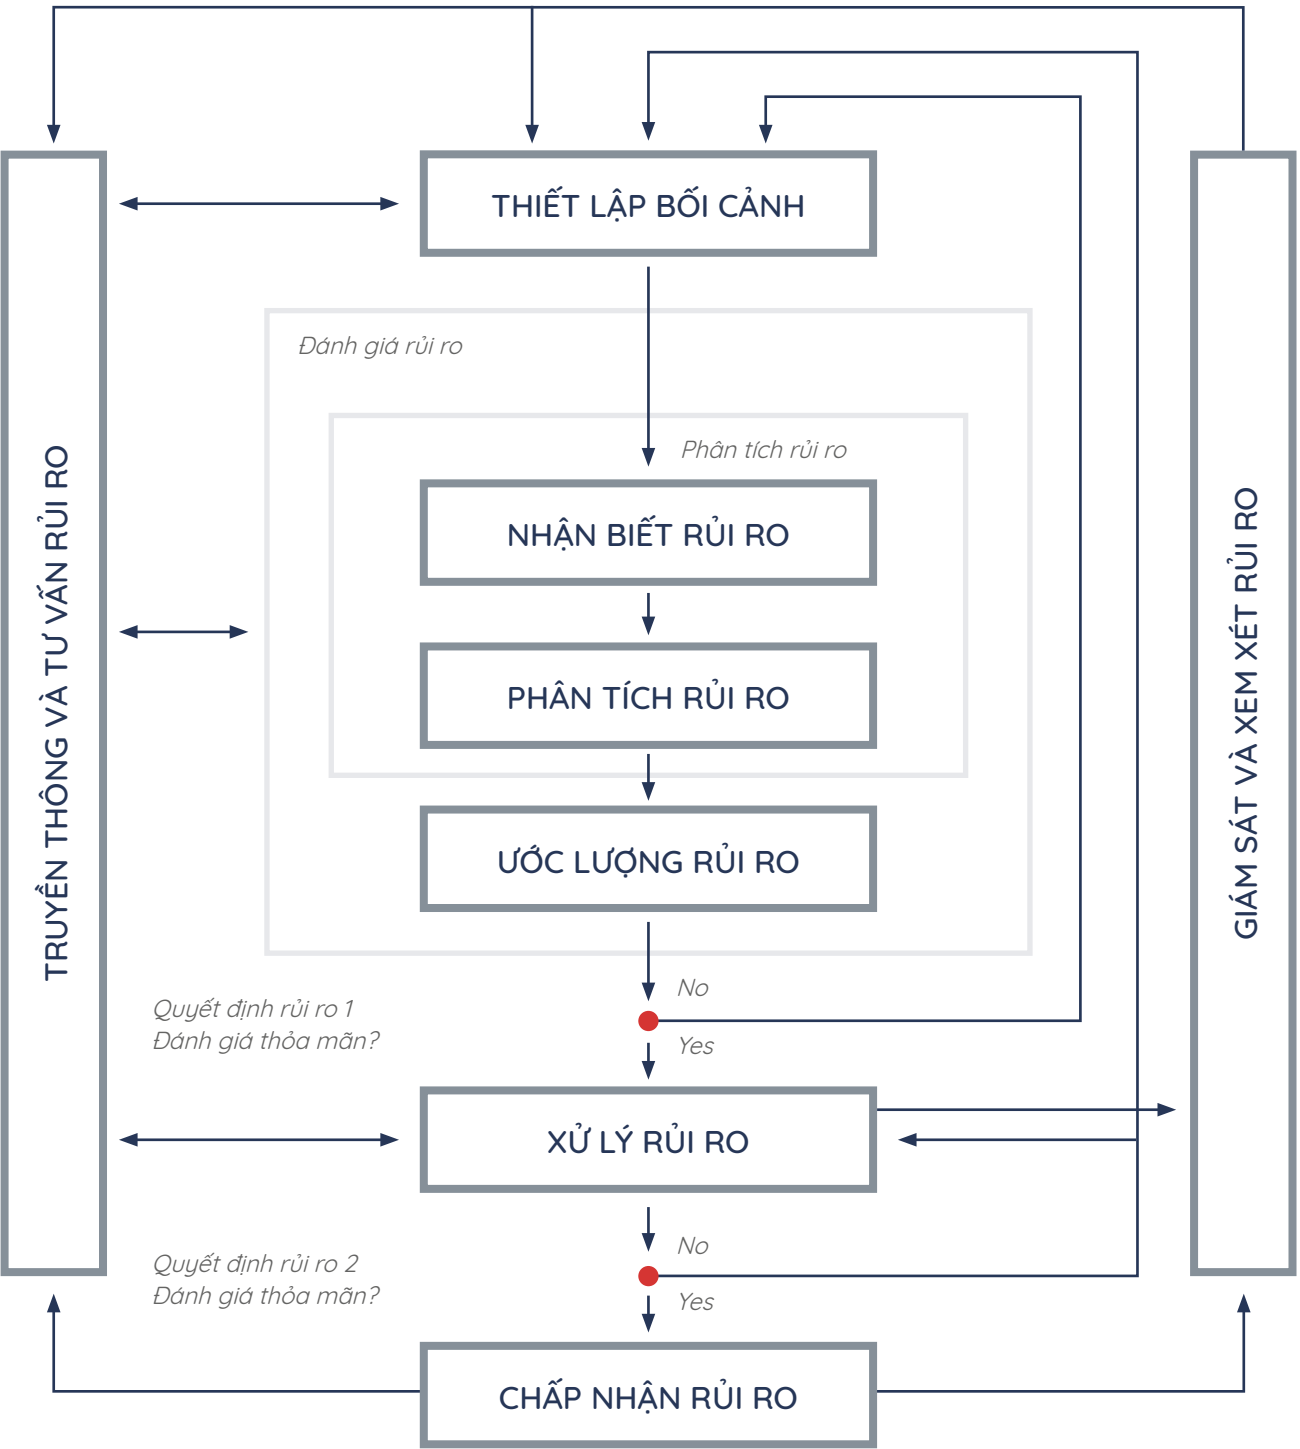 THIẾT LẬP BỐI CẢNH
Đánh giá rủi ro
Phân tích rủi ro
NHẬN BIẾT RỦI RO
PHÂN TÍCH RỦI RO
ƯỚC LƯỢNG RỦI RO
TRUYỀN THÔNG VÀ TƯ VẤN RỦI RO
GIÁM SÁT VÀ XEM XÉT RỦI RO
No
Quyết định rủi ro 1
Đánh giá thỏa mãn?
Yes
XỬ LÝ RỦI RO
No
Quyết định rủi ro 2
Đánh giá thỏa mãn?
Yes
CHẤP NHẬN RỦI RO